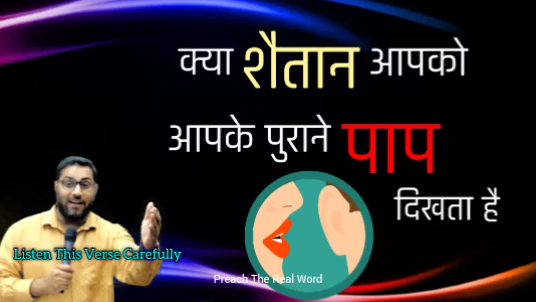 क्या शैतान आपको
आपके पुराने पाप
दिखता है
Listen This Verse Carefully
Preach The Real Word